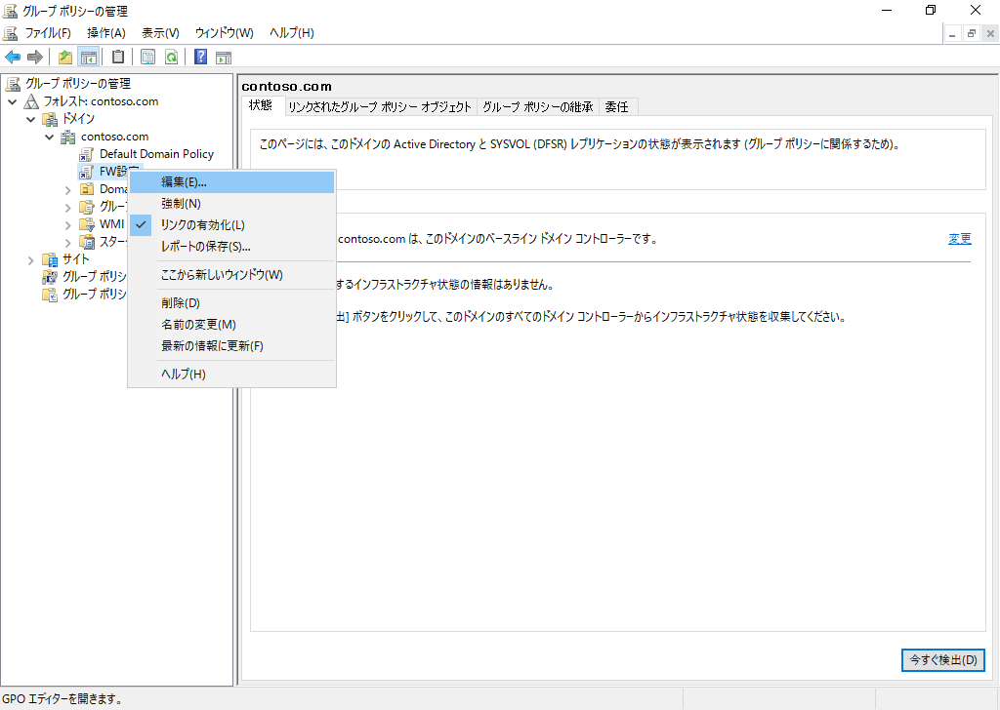 グループ ポリシーの管理
ファイル(F) 操作(A) 表示(V) ウィンドウ(W) ヘルプ(H)
グループ ポリシーの管理
フォレスト: contoso.com
ドメイン
contoso.com
Default Domain Policy
FW設定
Doma
グルー
WMI
スター
サイト
グループ ポリシ
グループ ポリシ
編集(E)...
強制(N)
リンクの有効化(L)
レポートの保存(S)...
ここから新しいウィンドウ(W)
削除(D)
名前の変更(M)
最新の情報に更新(F)
ヘルプ(H)
contoso.com
状態 リンクされたグループ ポリシー オブジェクト グループ ポリシーの継承 委任
このページには、このドメインの Active Directory と SYSVOL (DFSR) レプリケーションの状態が表示されます (グループ ポリシーに関係するため)。
contoso.com は、このドメインのベースライン ドメイン コントローラーです。 変更
するインフラストラクチャ状態の情報はありません。
出] ボタンをクリックして、このドメインのすべてのドメイン コントローラーからインフラストラクチャ状態を収集してください。
今すぐ検出(D)
GPO エディターを開きます。